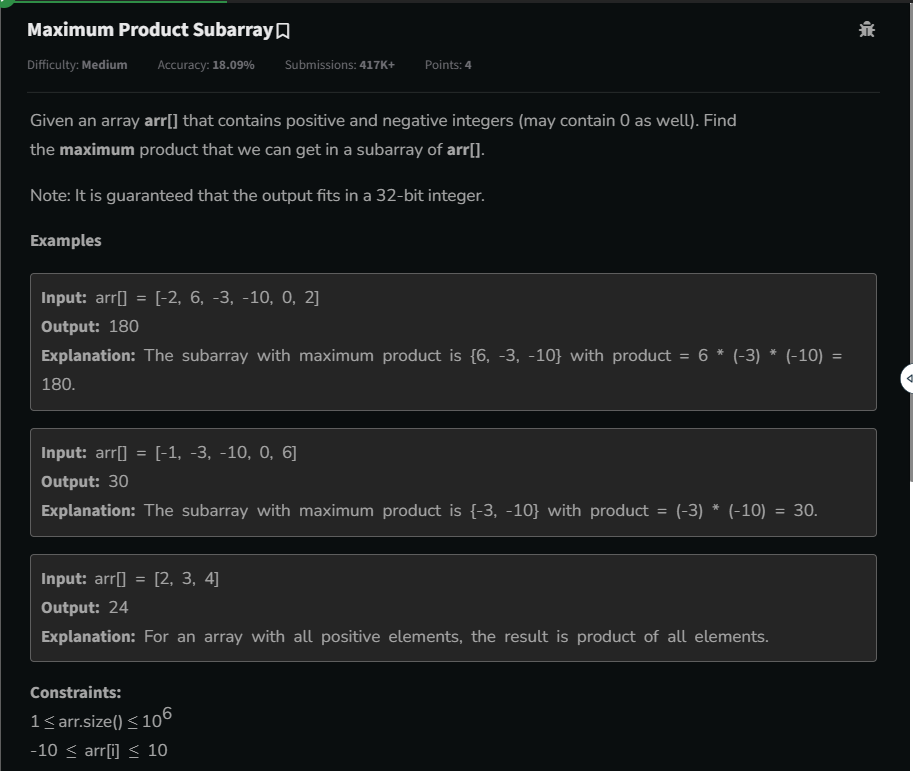 Maximum Product Subarray
Difficulty: Medium Accuracy: 18.09% Submissions: 417K+ Points: 4
Given an array arr[] that contains positive and negative integers (may contain 0 as well). Find
the maximum product that we can get in a subarray of arr[].
Note: It is guaranteed that the output fits in a 32-bit integer.
Examples
Input: arr[] = [-2, 6, -3, -10, 0, 2]
Output: 180
Explanation: The subarray with maximum product is {6, -3, -10} with product = 6 * (-3) * (-10) =
180.
Input: arr[] = [-1, -3, -10, 0, 6]
Output: 30
Explanation: The subarray with maximum product is {-3, -10} with product = (-3) * (-10) = 30.
Input: arr[] = [2, 3, 4]
Output: 24
Explanation: For an array with all positive elements, the result is product of all elements.
Constraints:
1 ≤ arr.size() ≤ 10⁶
-10 ≤ arr[i] ≤ 10